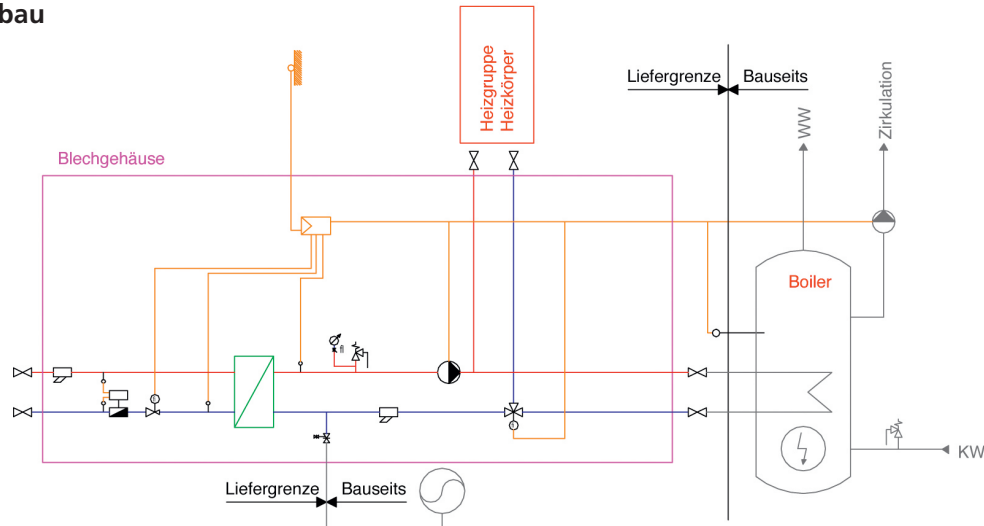 bau
Heizgruppe
Heizkörper
Liefergrenze
Bauseits
WW
Zirkulation
Blechgehäuse
Boiler
KW
Liefergrenze
Bauseits